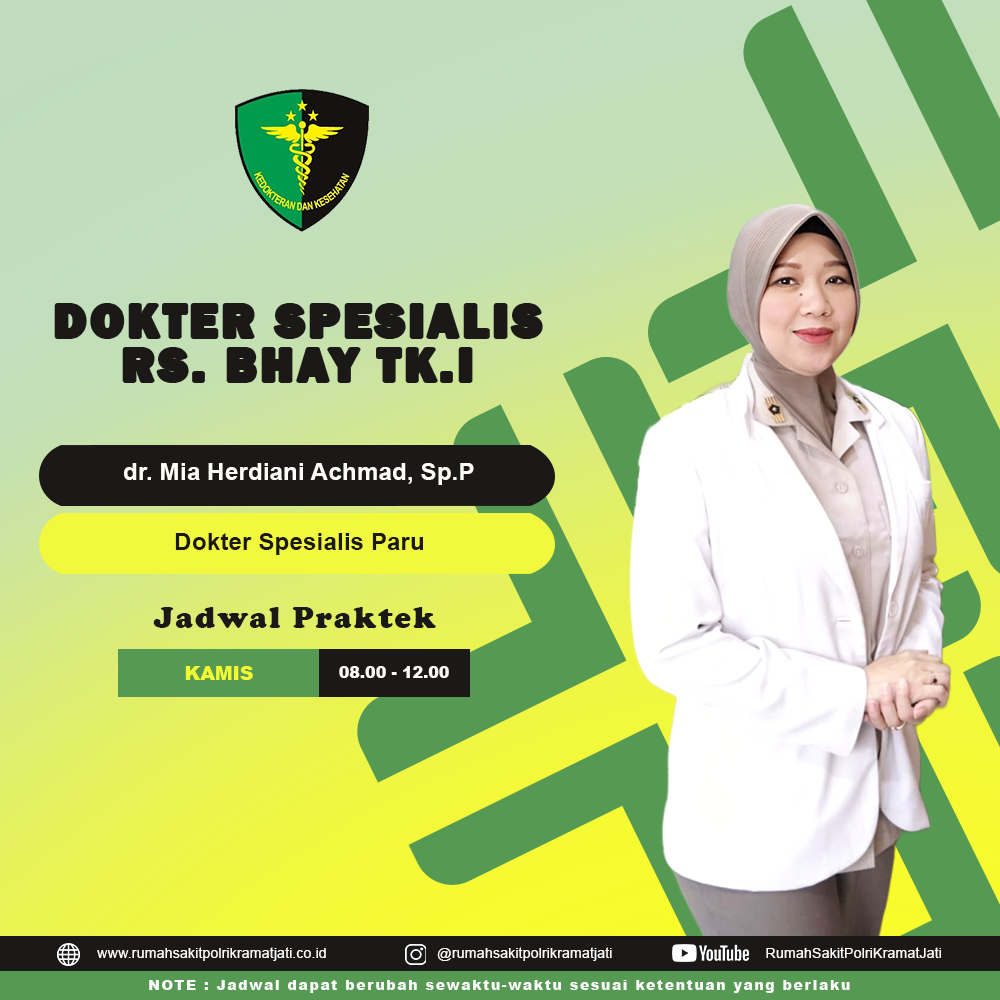 KEDOKTERAN DAN KESEHATAN
DOKTER SPESIALIS
RS. BHAY TK.I
dr. Mia Herdiani Achmad, Sp.P
Dokter Spesialis Paru
Jadwal Praktek
KAMIS 08.00 - 12.00
www.rumahsakitpolrikramatjati.co.id @rumahsakitpolrikramatjati YouTube RumahSakitPolriKramatJati
NOTE : Jadwal dapat berubah sewaktu-waktu sesuai ketentuan yang berlaku